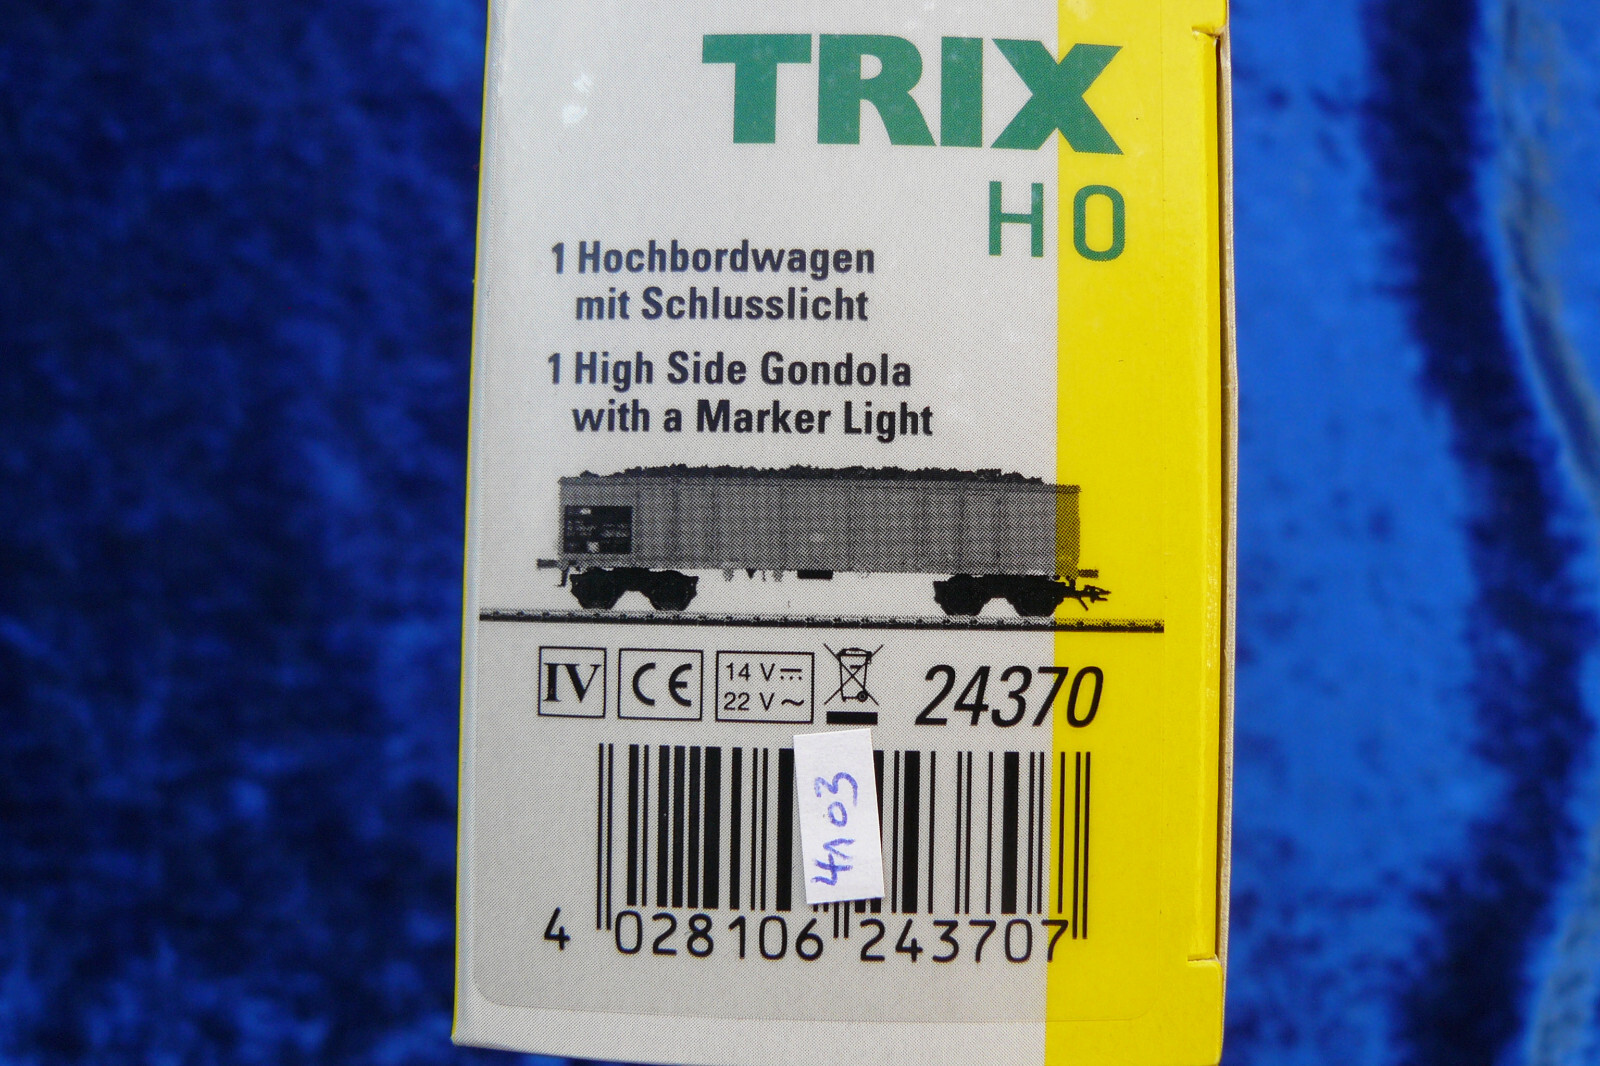 TRIX
H0
1 Hochbordwagen
mit Schlusslicht
1 High Side Gondola
with a Marker Light
IV CE 14 V⎓ 22 V~ 24370
4103
4 028106 243707